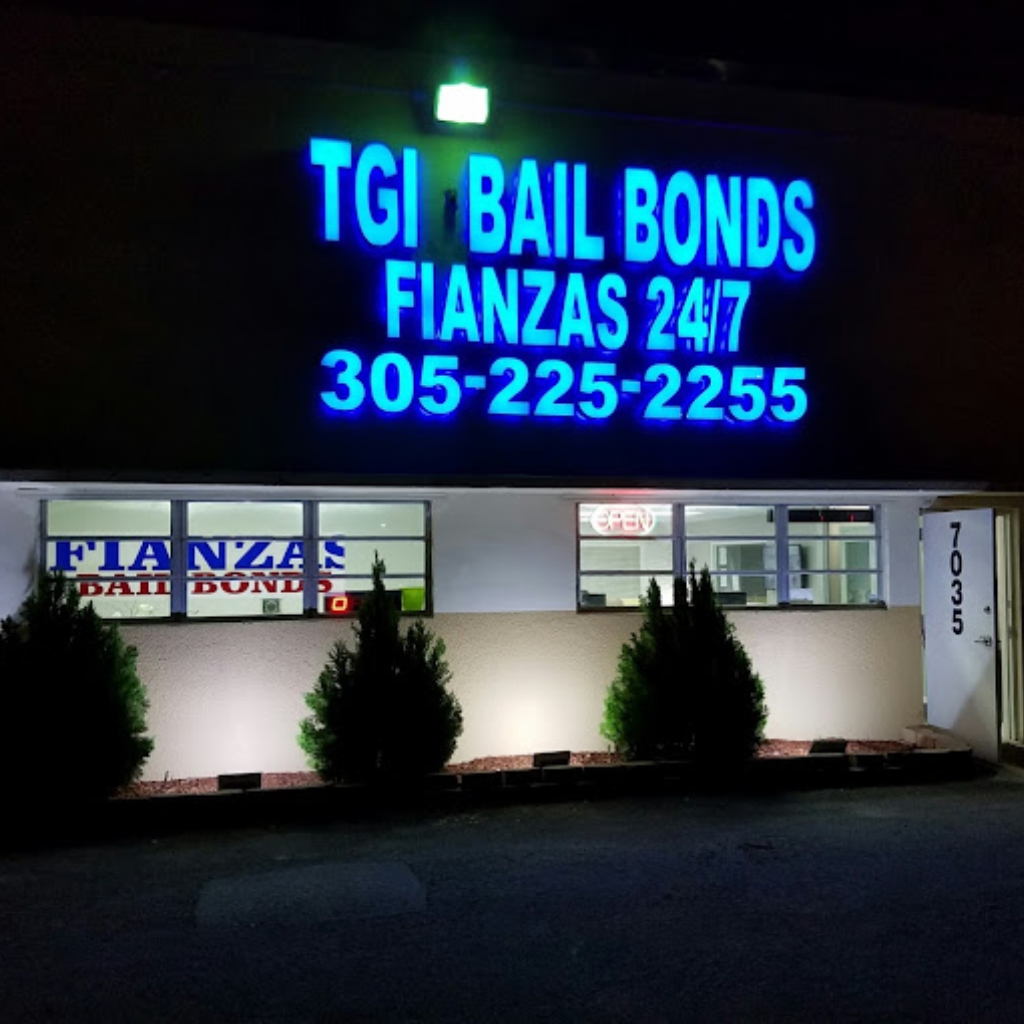 TGI BAIL BONDS
FIANZAS 24/7
305-225-2255
OPEN
FIANZAS
BAIL BONDS
7035